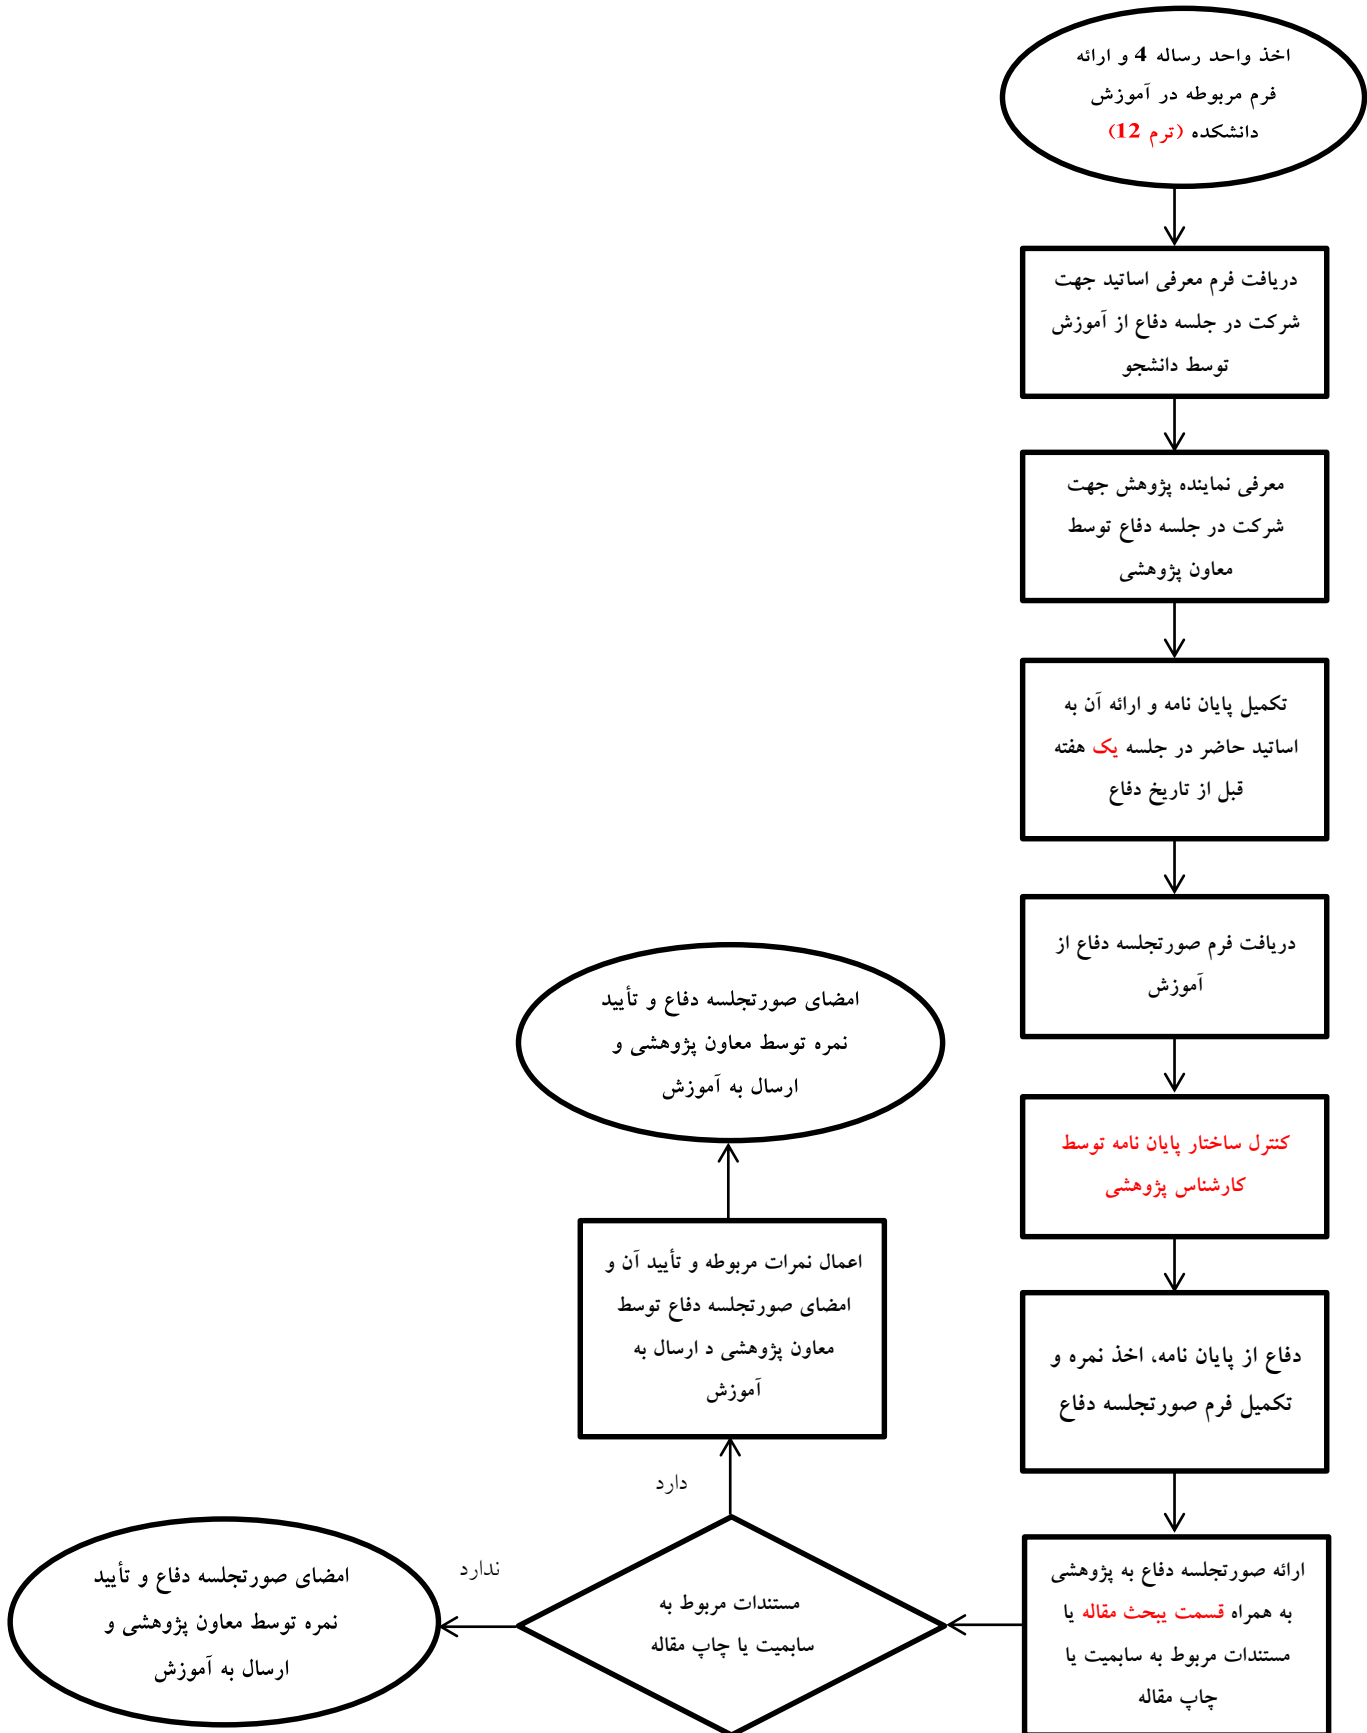 اخذ واحد رساله 4 و ارائه
فرم مربوطه در آموزش
دانشکده (ترم 12)
دریافت فرم معرفی اساتید جهت
شرکت در جلسه دفاع از آموزش
توسط دانشجو
معرفی نماینده پژوهش جهت
شرکت در جلسه دفاع توسط
معاون پژوهشی
تکمیل پایان نامه و ارائه آن به
اساتید حاضر در جلسه یک هفته
قبل از تاریخ دفاع
دریافت فرم صورتجلسه دفاع از
آموزش
کنترل ساختار پایان نامه توسط
کارشناس پژوهشی
دفاع از پایان نامه، اخذ نمره و
تکمیل فرم صورتجلسه دفاع
ارائه صورتجلسه دفاع به پژوهشی
به همراه قسمت یبحث مقاله یا
مستندات مربوط به سابمیت یا
چاپ مقاله
مستندات مربوط به
سابمیت یا چاپ مقاله
دارد
اعمال نمرات مربوطه و تأیید آن و
امضای صورتجلسه دفاع توسط
معاون پژوهشی د ارسال به
آموزش
امضای صورتجلسه دفاع و تأیید
نمره توسط معاون پژوهشی و
ارسال به آموزش
ندارد
امضای صورتجلسه دفاع و تأیید
نمره توسط معاون پژوهشی و
ارسال به آموزش